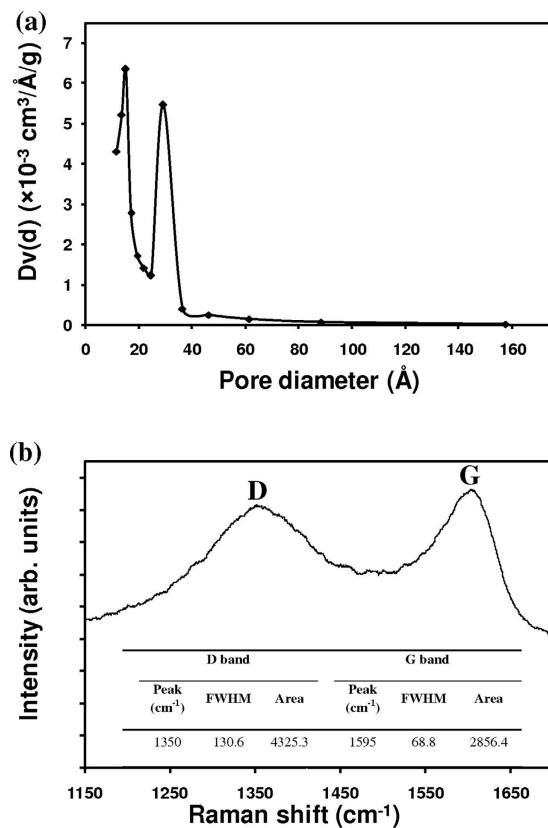 (a)
Dv(d) (×10⁻³ cm³/Å/g)
7
6
5
4
3
2
1
0
0 20 40 60 80 100 120 140 160
Pore diameter (Å)
(b)
Intensity (arb. units)
D
G
D band G band
Peak (cm⁻¹) FWHM Area Peak (cm⁻¹) FWHM Area
1350 130.6 4325.3 1595 68.8 2856.4
1150 1250 1350 1450 1550 1650
Raman shift (cm⁻¹)